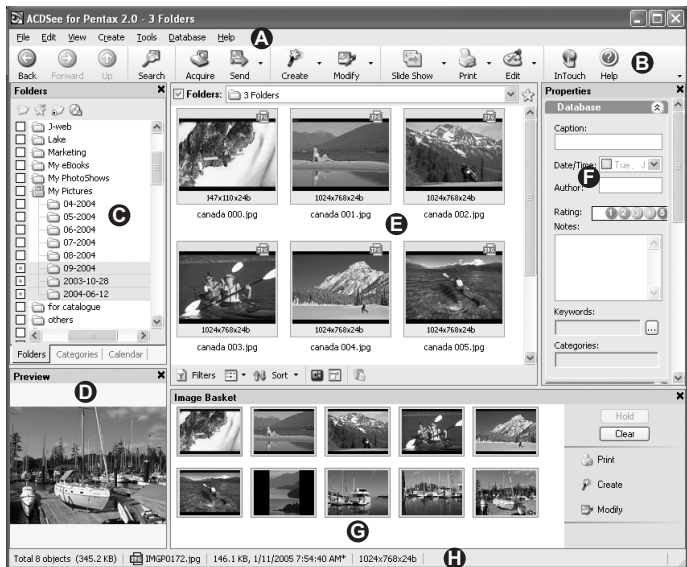 ACDSee for Pentax 2.0 - 3 Folders
File Edit View Create Tools Database Help
A
Back Forward Up Search Acquire Send Create Modify Slide Show Print Edit InTouch Help
B
Folders
J-web
Lake
Marketing
My eBooks
My PhotoShows
My Pictures
04-2004
05-2004
06-2004
07-2004
08-2004
09-2004
2003-10-28
2004-06-12
for catalogue
others
C
Folders Categories Calendar
Folders: 3 Folders
147x110x24b 1024x768x24b 1024x768x24b
canada 000.jpg canada 001.jpg canada 002.jpg
E
1024x768x24b 1024x768x24b 1024x768x24b
canada 003.jpg canada 004.jpg canada 005.jpg
Filters Sort
Properties
Database
Caption:
Date/Time: Tue, J
F
Author:
Rating: 1 2 3 4 5
Notes:
Keywords:
...
Categories:
Preview
D
Image Basket
Hold
Clear
Print
Create
Modify
G
Total 8 objects (345.2 KB) IMGP0172.jpg 146.1 KB, 1/11/2005 7:54:40 AM* 1024x768x24b
H